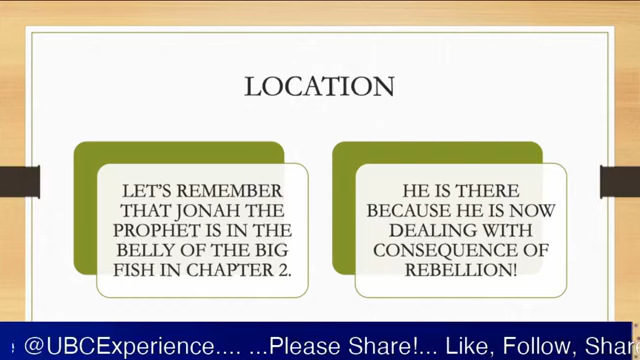 LOCATION
LET'S REMEMBER
THAT JONAH THE
PROPHET IS IN THE
BELLY OF THE BIG
FISH IN CHAPTER 2.
HE IS THERE
BECAUSE HE IS NOW
DEALING WITH
CONSEQUENCE OF
REBELLION!
@UBCExperience.... ...Please Share!... Like, Follow, Shar